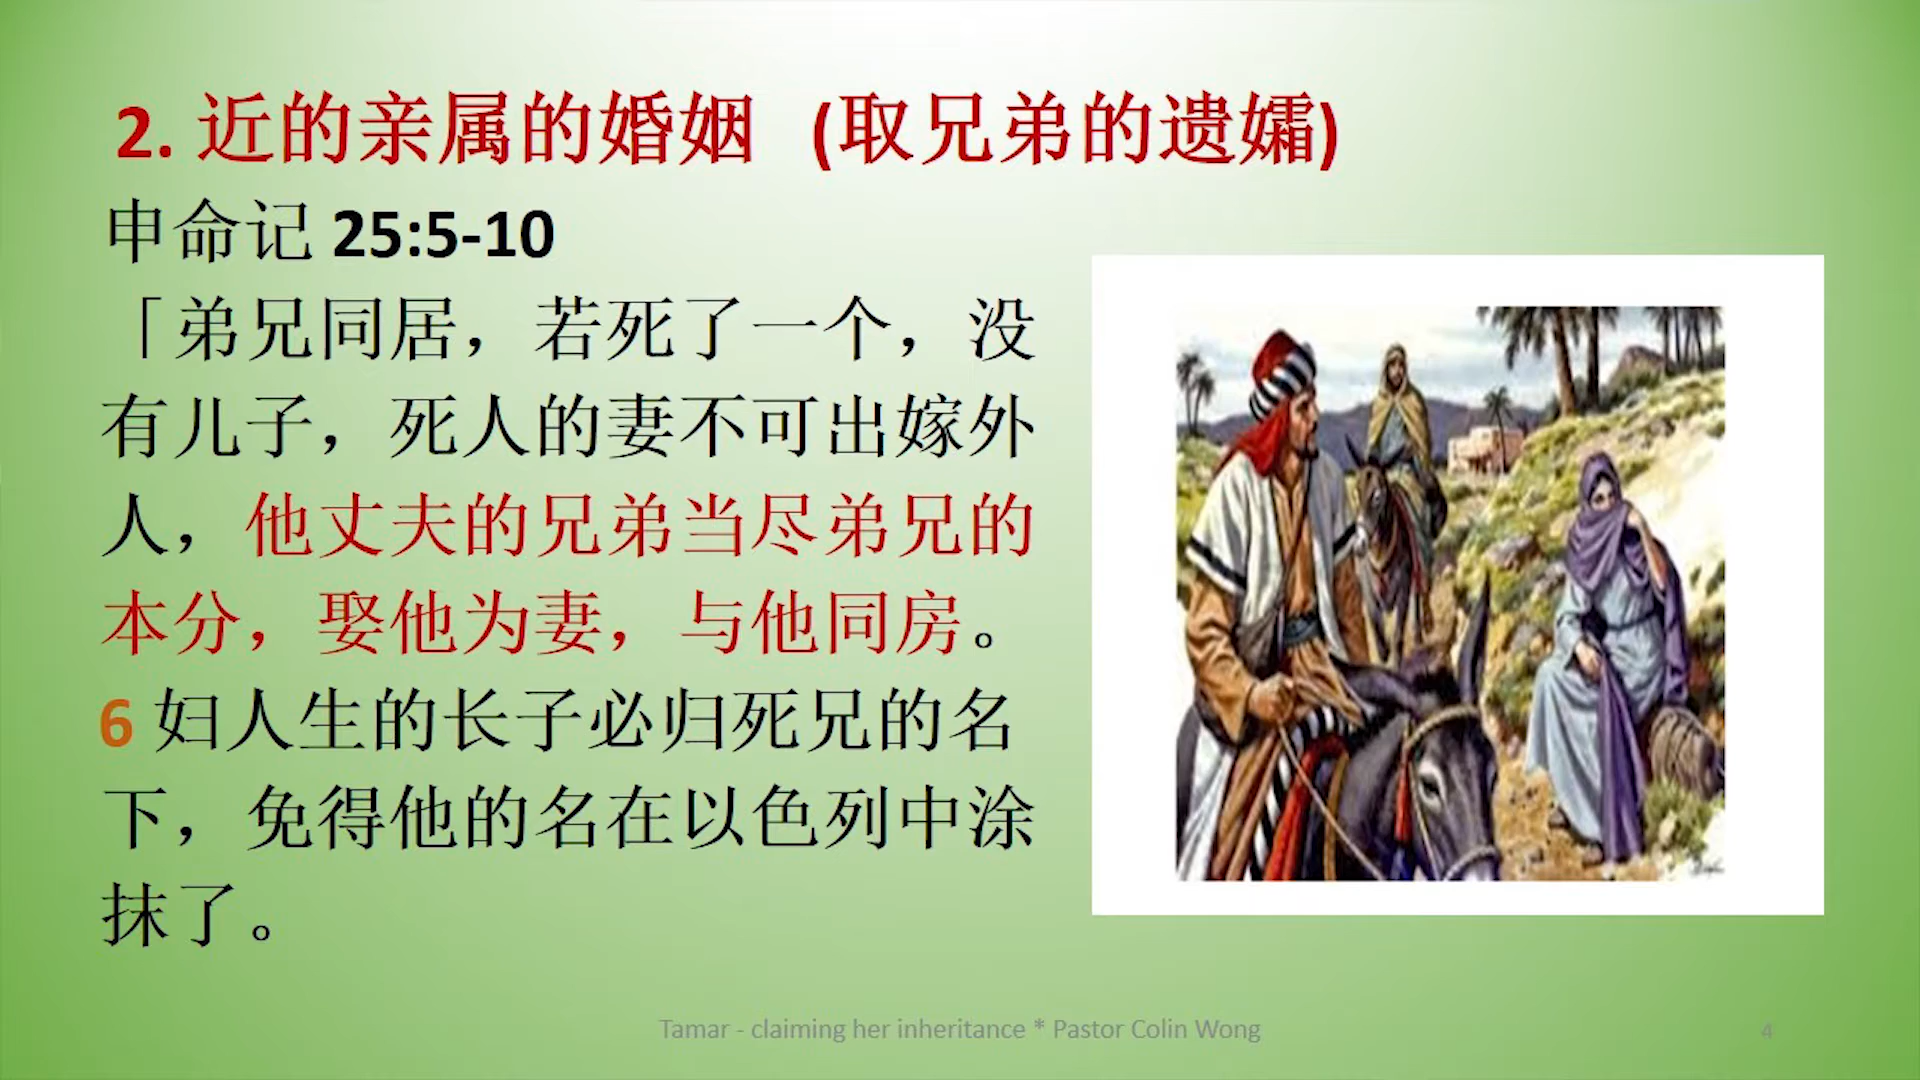 2. 近的亲属的婚姻 (取兄弟的遗孀)
申命记 25:5-10
「弟兄同居，若死了一个，没
有儿子，死人的妻不可出嫁外
人，他丈夫的兄弟当尽弟兄的
本分，娶他为妻，与他同房。
6 妇人生的长子必归死兄的名
下，免得他的名在以色列中涂
抹了。
Tamar - claiming her inheritance * Pastor Colin Wong
4